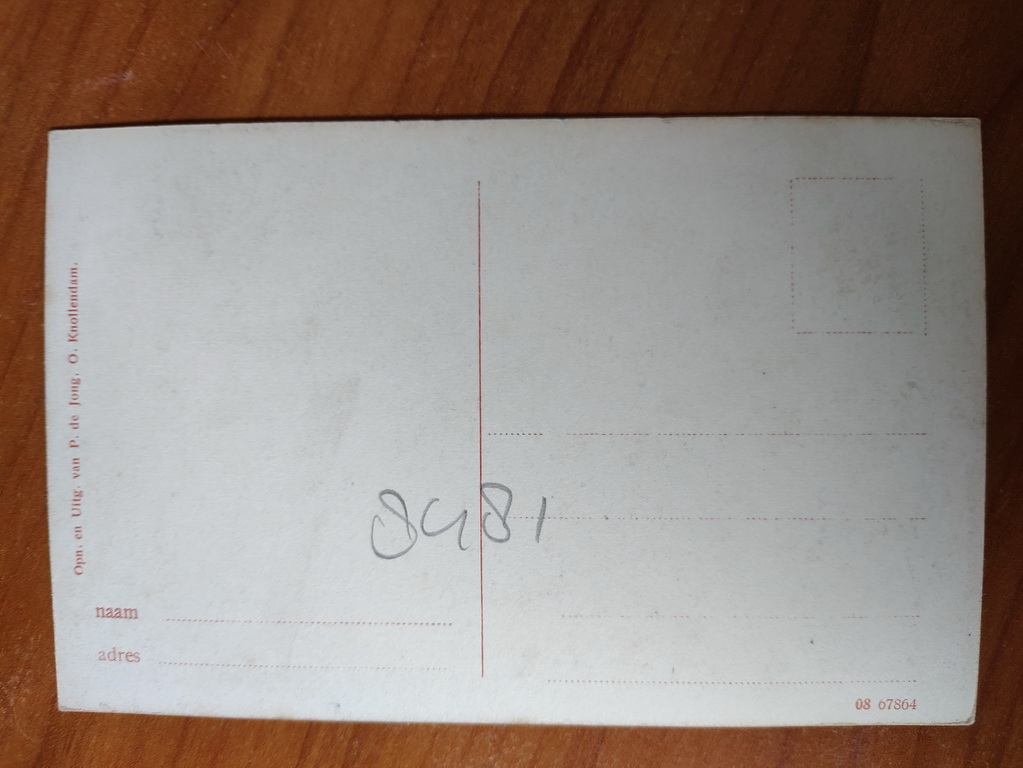 Opn. en Uitg. van P. de Jong, O. Knollendam.
8481
naam
adres
08 67864